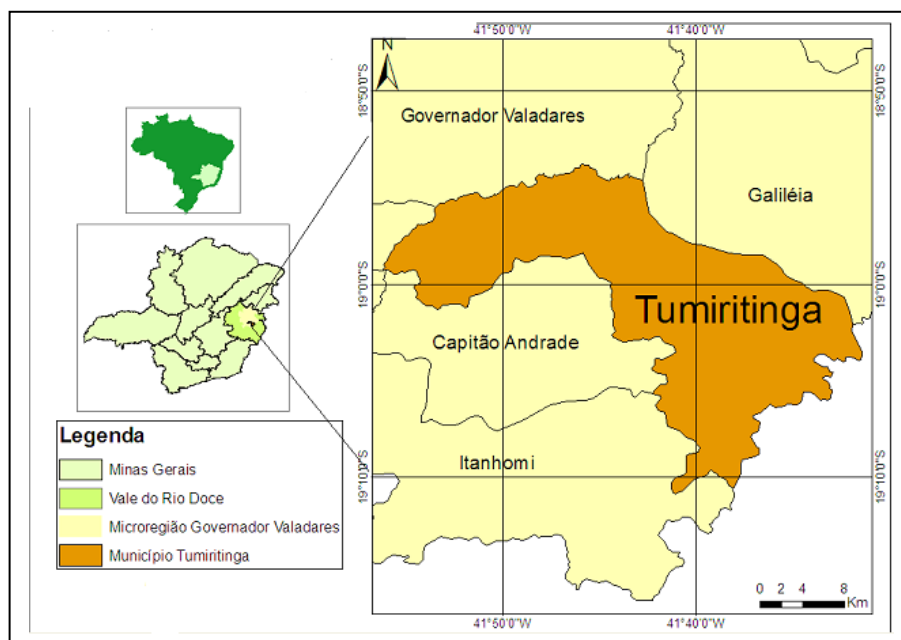 41°50'0"W 41°40'0"W
N
18°50'0"S 18°50'0"S
Governador Valadares
Galiléia
19°0'0"S 19°0'0"S
Tumiritinga
Capitão Andrade
Itanhomi
19°10'0"S 19°10'0"S
0 2 4 8
Km
41°50'0"W 41°40'0"W
Legenda
Minas Gerais
Vale do Rio Doce
Microregião Governador Valadares
Município Tumiritinga